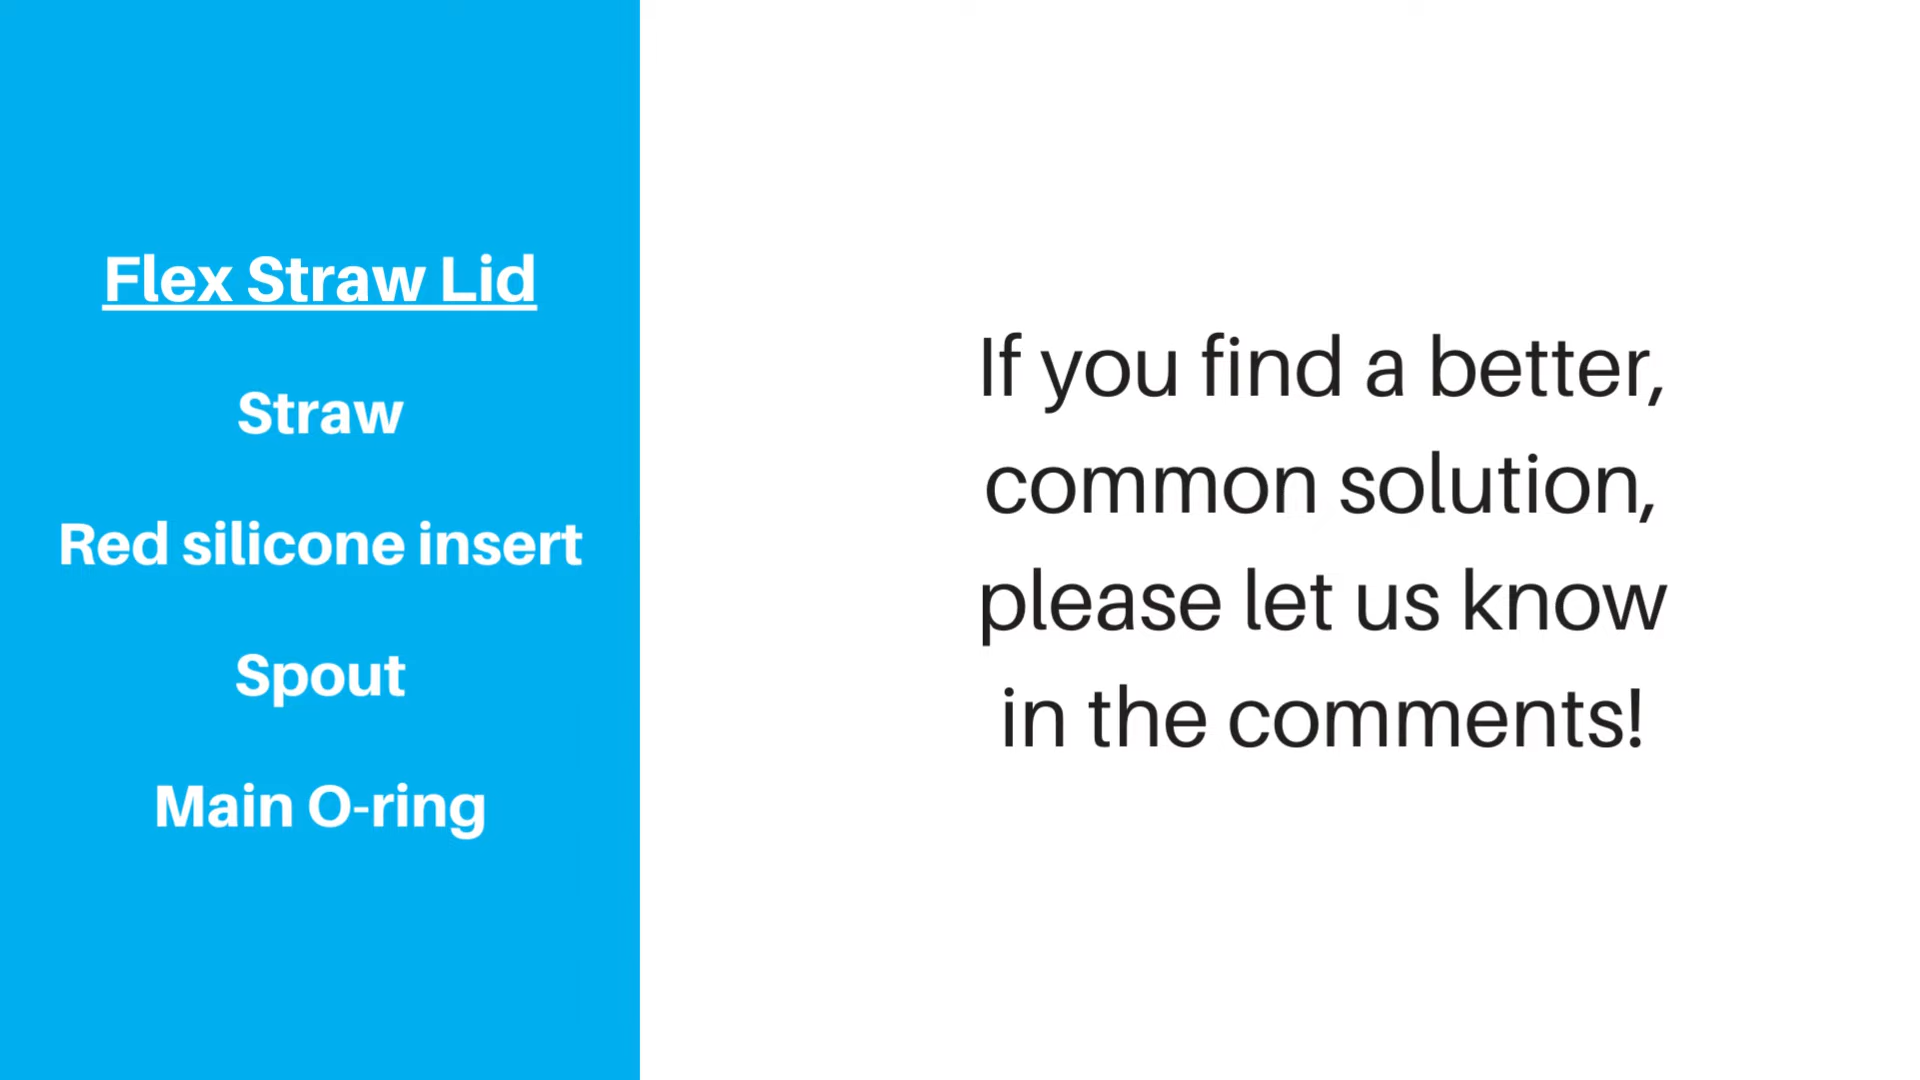 Flex Straw Lid
Straw
Red silicone insert
Spout
Main O-ring
If you find a better,
common solution,
please let us know
in the comments!